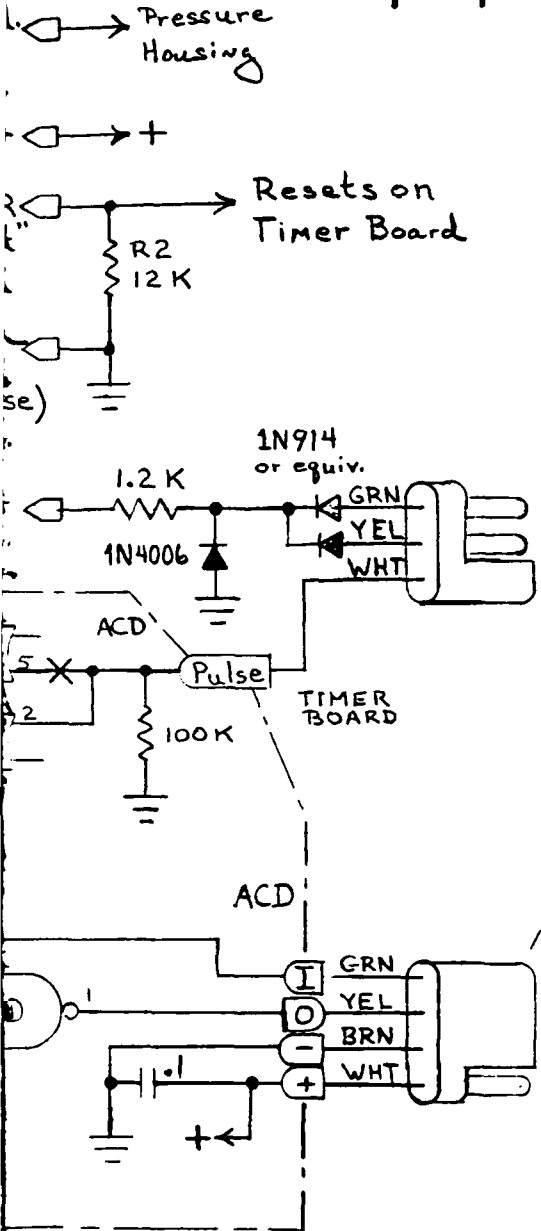 Pressure
Housing
+
Resets on
Timer Board
R2
12 K
se)
1N914
or equiv.
1.2 K
GRN
YEL
1N4006
WHT
ACD
5
Pulse
2
TIMER
BOARD
100K
ACD
I GRN
1
O YEL
- BRN
.1
+ WHT
+